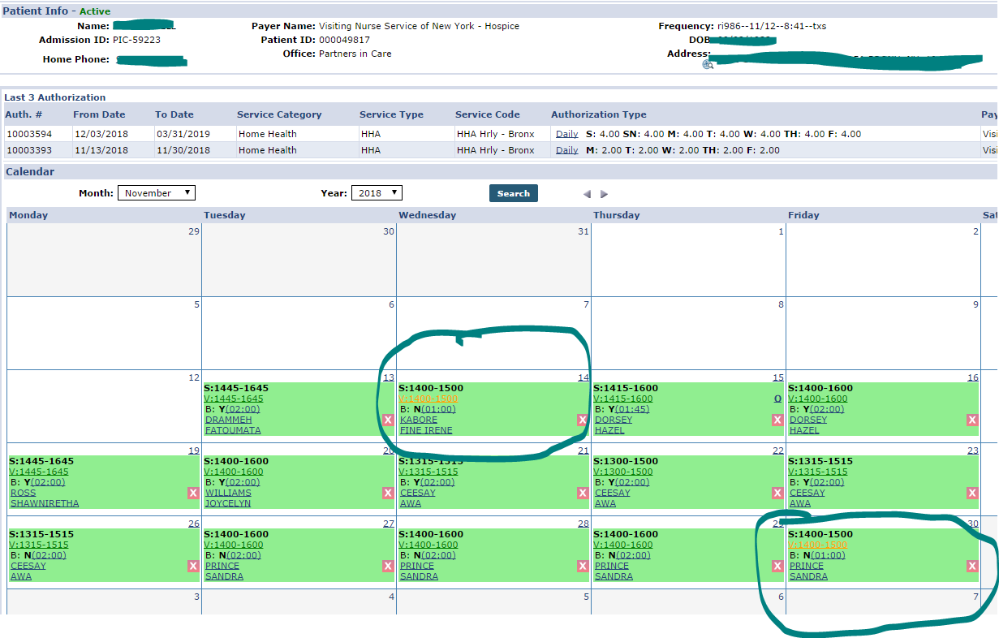 Patient Info - Active
Name:
Payer Name: Visiting Nurse Service of New York - Hospice
Frequency: ri986--11/12--8:41--txs
Admission ID: PIC-59223
Patient ID: 000049817
DOB
Home Phone:
Office: Partners in Care
Address:
Last 3 Authorization
Auth. # From Date To Date Service Category Service Type Service Code Authorization Type
10003594 12/03/2018 03/31/2019 Home Health HHA HHA Hrly - Bronx Daily S: 4.00 SN: 4.00 M: 4.00 T: 4.00 W: 4.00 TH: 4.00 F: 4.00
10003393 11/13/2018 11/30/2018 Home Health HHA HHA Hrly - Bronx Daily M: 2.00 T: 2.00 W: 2.00 TH: 2.00 F: 2.00
Calendar
Month: November Year: 2018 Search
Monday Tuesday Wednesday Thursday Friday
29 30 31 1 2
5 6 7 8 9
12 13 14 15 16
S:1445-1645 S:1400-1500 S:1415-1600 S:1400-1600
V:1445-1645 V:1400-1500 V:1415-1600 O V:1400-1600
B: Y(02:00) B: N(01:00) B: Y(01:45) B: Y(02:00)
DRAMMEH X KABORE X DORSEY X DORSEY X
FATOUMATA FINE IRENE HAZEL HAZEL
19 20 21 22 23
S:1445-1645 S:1400-1600 S:1315-1515 S:1300-1500 S:1315-1515
V:1445-1645 V:1400-1600 V:1315-1515 V:1300-1500 V:1315-1515
B: Y(02:00) B: Y(02:00) B: Y(02:00) B: Y(02:00) B: Y(02:00)
ROSS X WILLIAMS X CEESAY X CEESAY X CEESAY X
SHAWNIRETHA JOYCELYN AWA AWA AWA
26 27 28 29 30
S:1315-1515 S:1400-1600 S:1400-1600 S:1400-1600 S:1400-1500
V:1315-1515 V:1400-1600 V:1400-1600 V:1400-1600 V:1400-1500
B: N(02:00) B: N(02:00) B: N(02:00) B: N(02:00) B: N(01:00)
CEESAY X PRINCE X PRINCE X PRINCE X PRINCE X
AWA SANDRA SANDRA SANDRA SANDRA
3 4 5 6 7